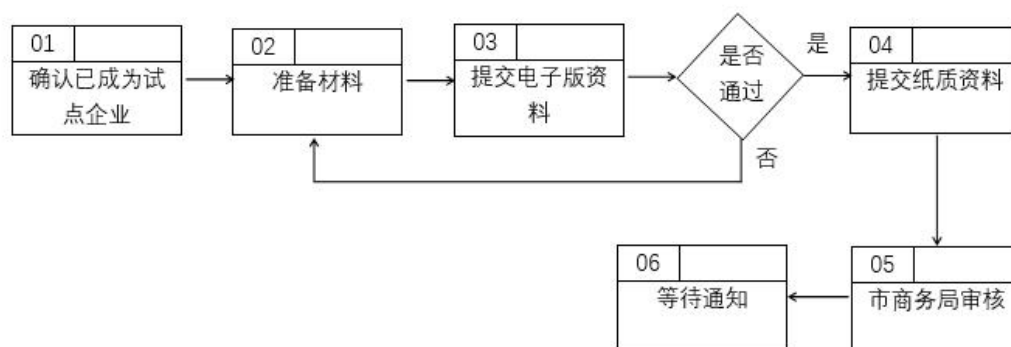 01
确认已成为试
点企业
02
准备材料
03
提交电子版资
料
是否
通过
是
否
04
提交纸质资料
05
市商务局审核
06
等待通知